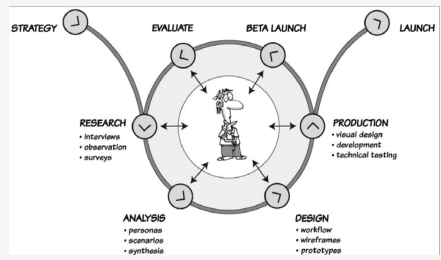 STRATEGY
EVALUATE
BETA LAUNCH
LAUNCH
RESEARCH
• interviews
• observation
• surveys
PRODUCTION
• visual design
• development
• technical testing
ANALYSIS
• personas
• scenarios
• synthesis
DESIGN
• workflow
• wireframes
• prototypes